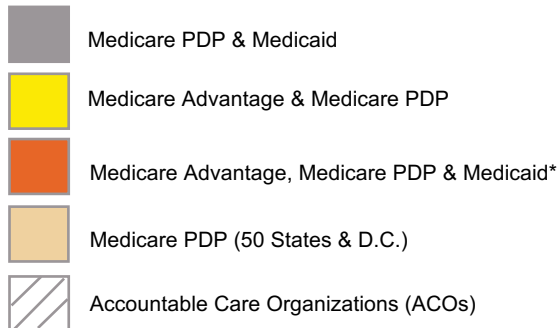 Medicare PDP & Medicaid
Medicare Advantage & Medicare PDP
Medicare Advantage, Medicare PDP & Medicaid*
Medicare PDP (50 States & D.C.)
Accountable Care Organizations (ACOs)